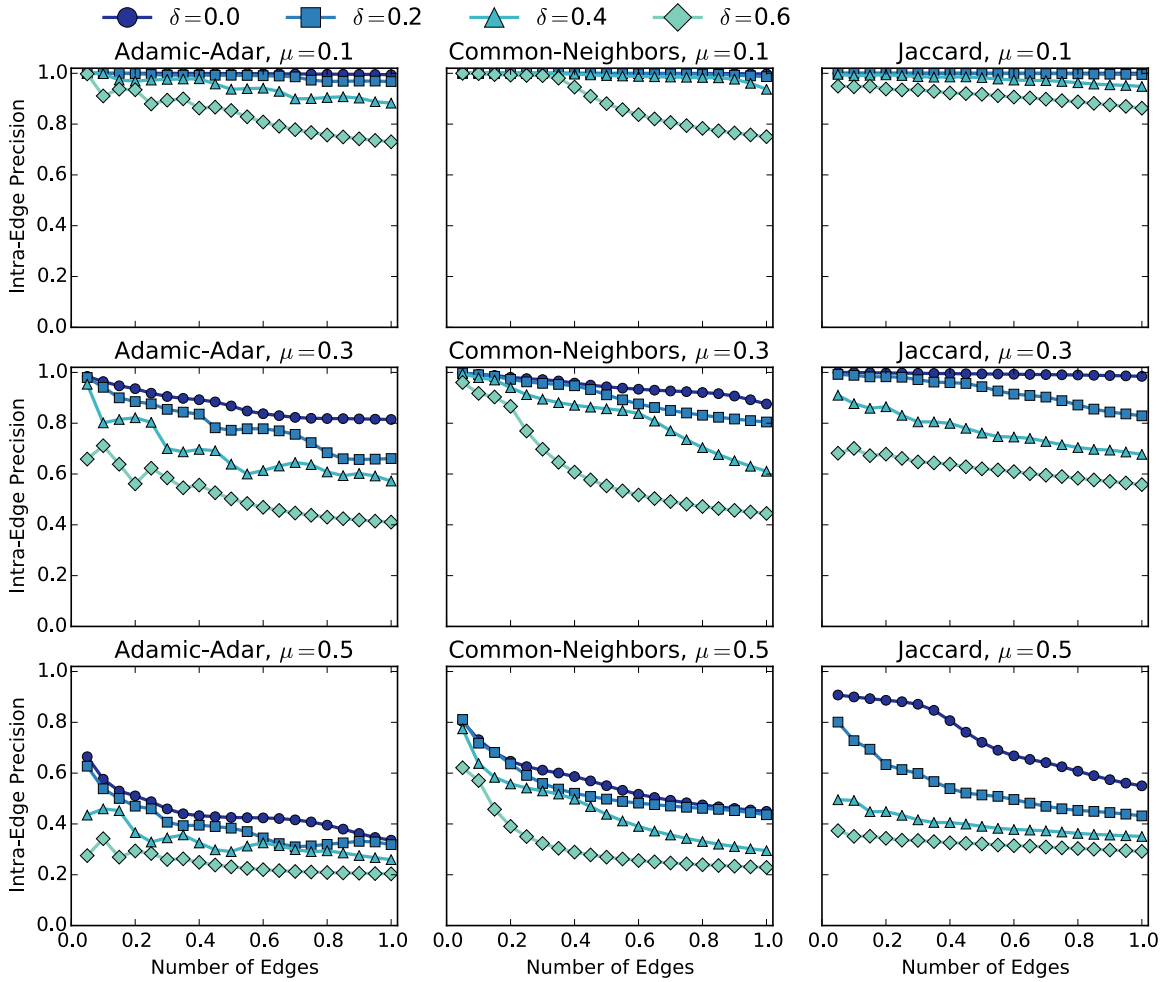 δ=0.0 δ=0.2 δ=0.4 δ=0.6
Adamic-Adar, μ=0.1 Common-Neighbors, μ=0.1 Jaccard, μ=0.1
1.0
0.8
0.6
0.4
0.2
0.0
Intra-Edge Precision
Adamic-Adar, μ=0.3 Common-Neighbors, μ=0.3 Jaccard, μ=0.3
1.0
0.8
0.6
0.4
0.2
0.0
Intra-Edge Precision
Adamic-Adar, μ=0.5 Common-Neighbors, μ=0.5 Jaccard, μ=0.5
1.0
0.8
0.6
0.4
0.2
0.0
Intra-Edge Precision
0.0 0.2 0.4 0.6 0.8 1.0 0.0 0.2 0.4 0.6 0.8 1.0 0.0 0.2 0.4 0.6 0.8 1.0
Number of Edges Number of Edges Number of Edges